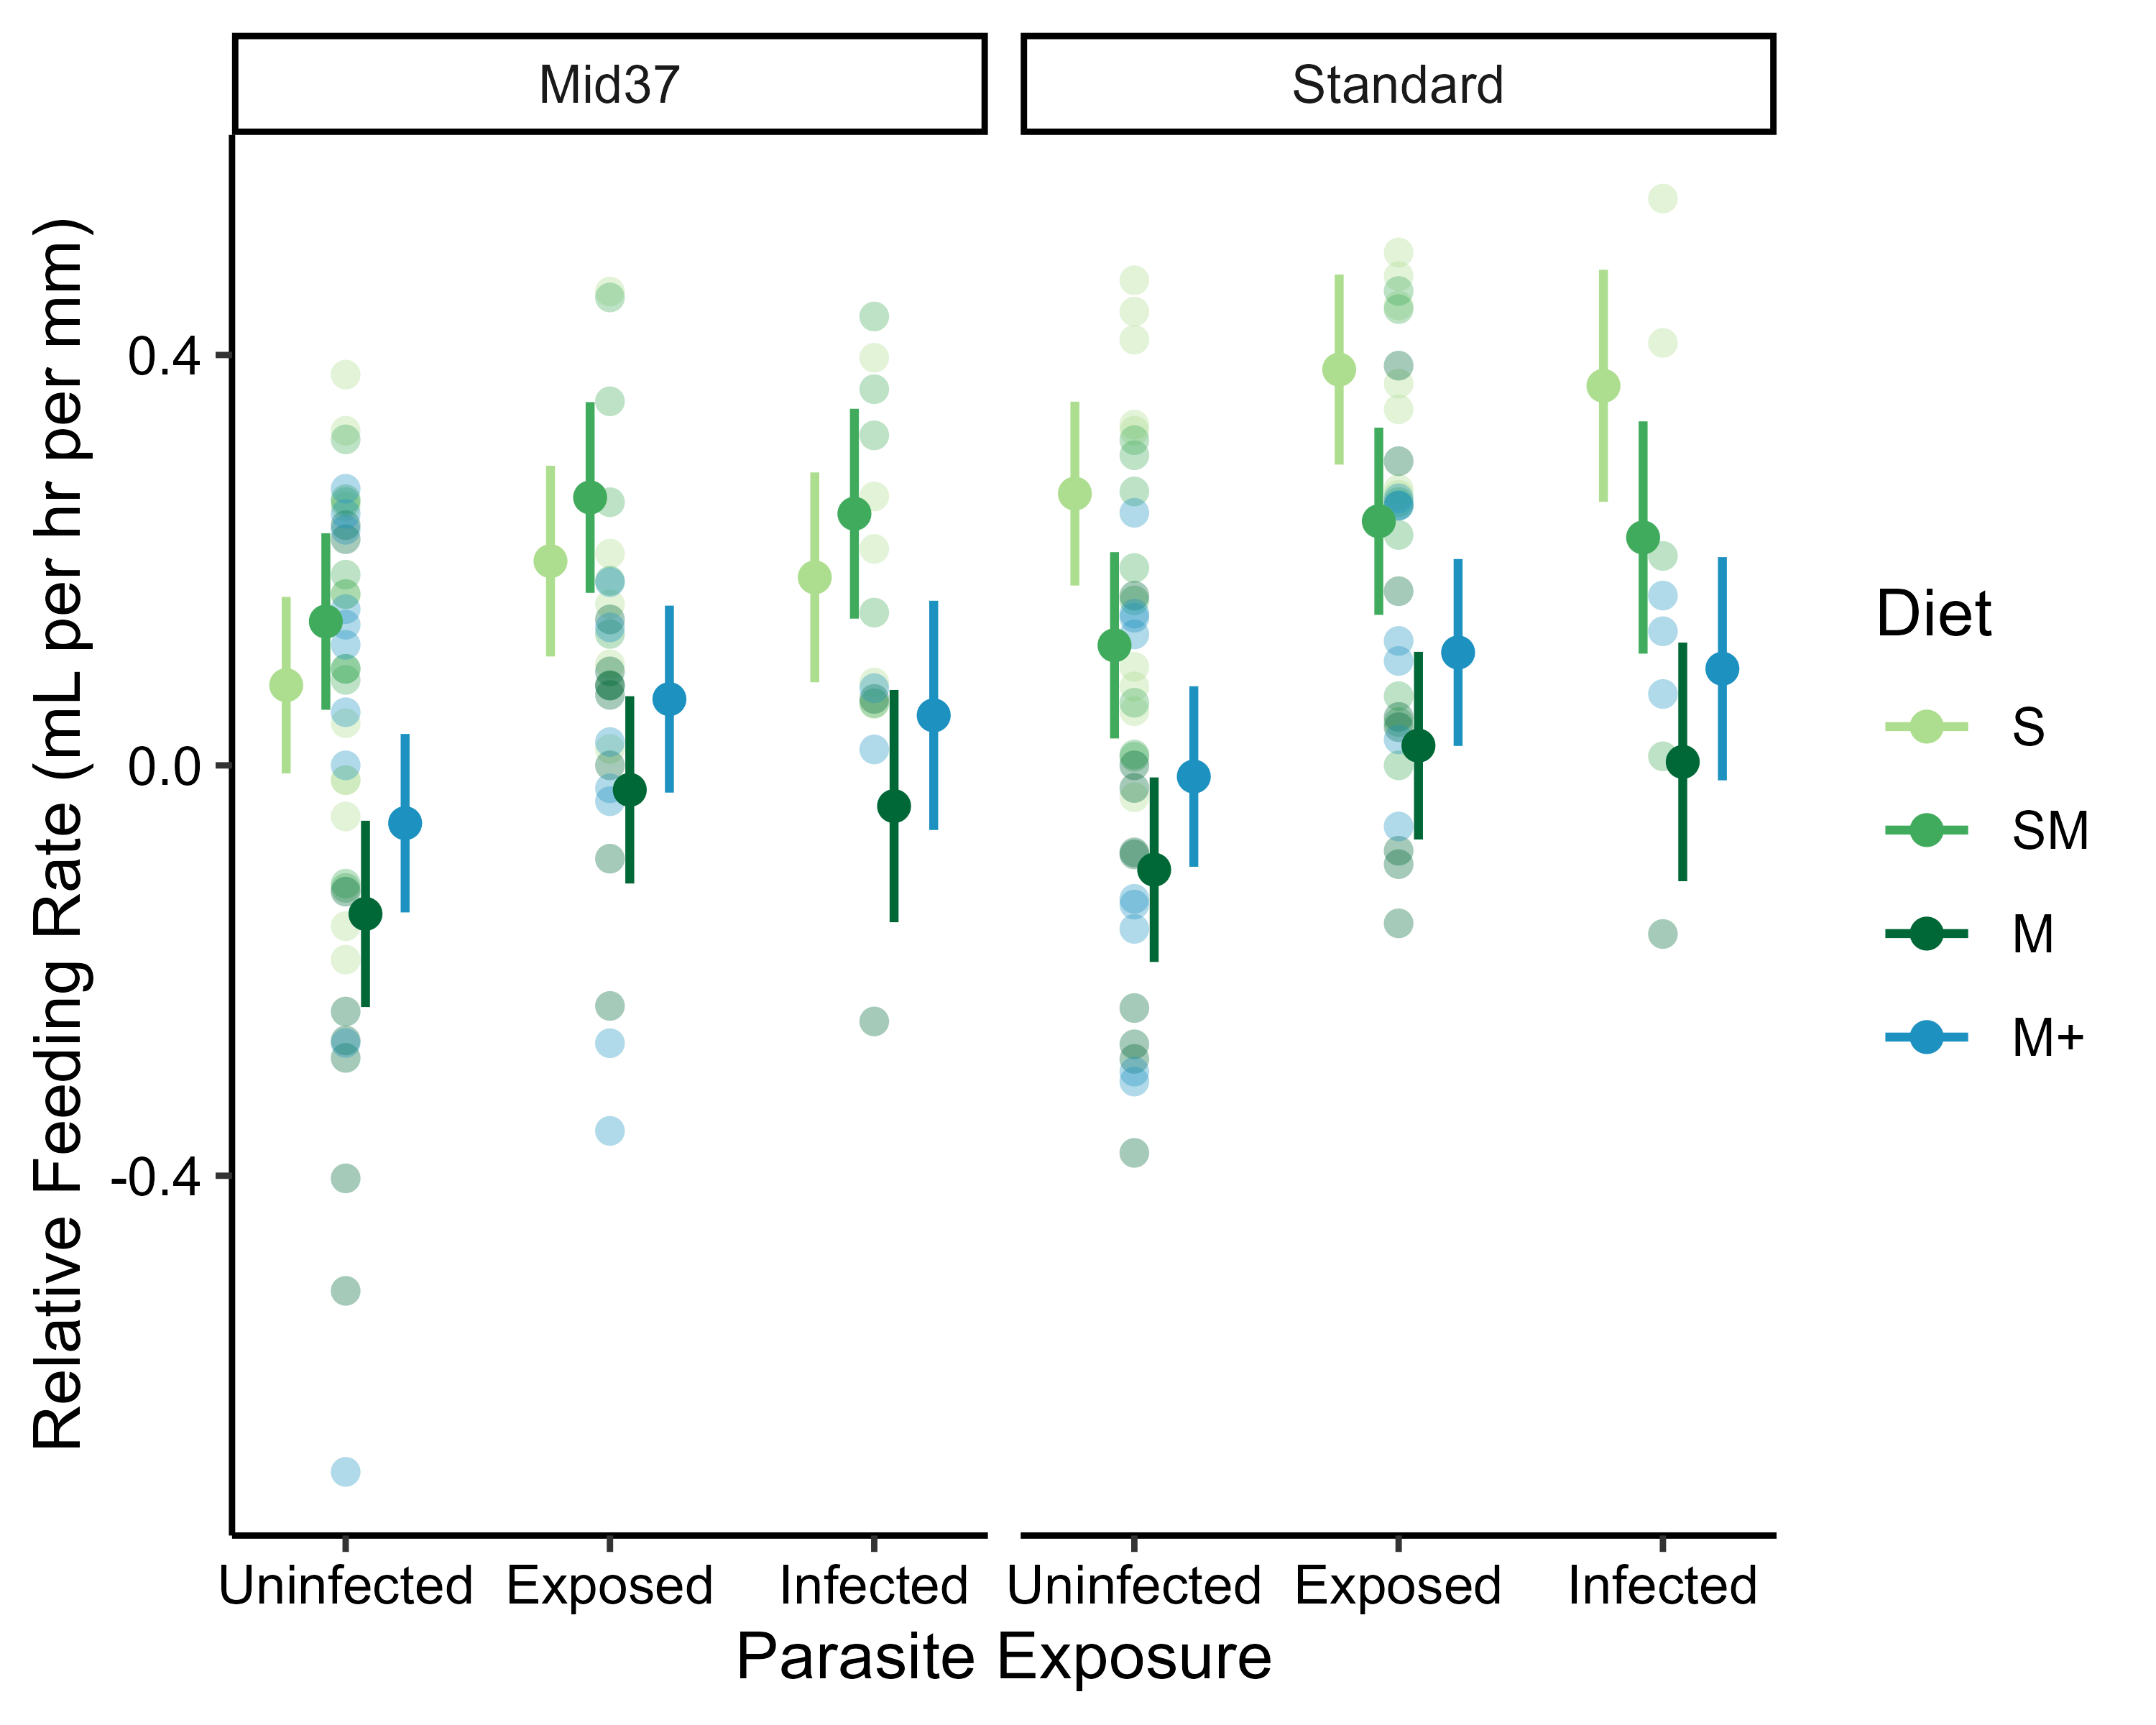 Mid37
Standard
Relative Feeding Rate (mL per hr per mm)
0.4
0.0
-0.4
Uninfected
Exposed
Infected
Uninfected
Exposed
Infected
Parasite Exposure
Diet
S
SM
M
M+